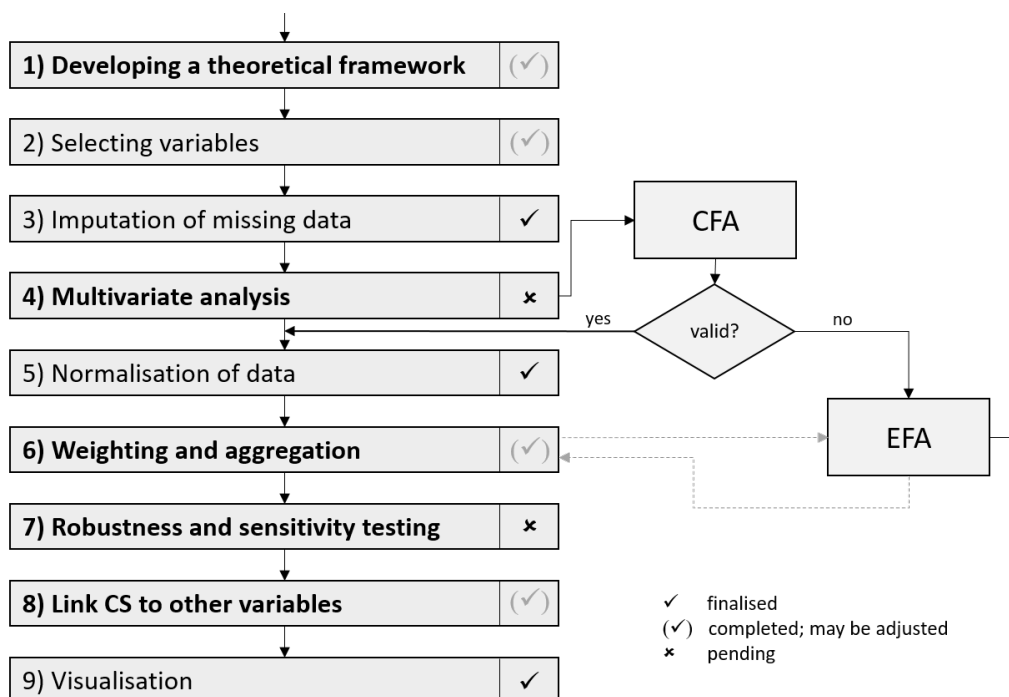 1) Developing a theoretical framework (✓)
2) Selecting variables (✓)
3) Imputation of missing data ✓
CFA
4) Multivariate analysis ✗
yes
valid?
no
5) Normalisation of data ✓
6) Weighting and aggregation (✓)
EFA
7) Robustness and sensitivity testing ✗
8) Link CS to other variables (✓)
✓ finalised
(✓) completed; may be adjusted
✗ pending
9) Visualisation ✓